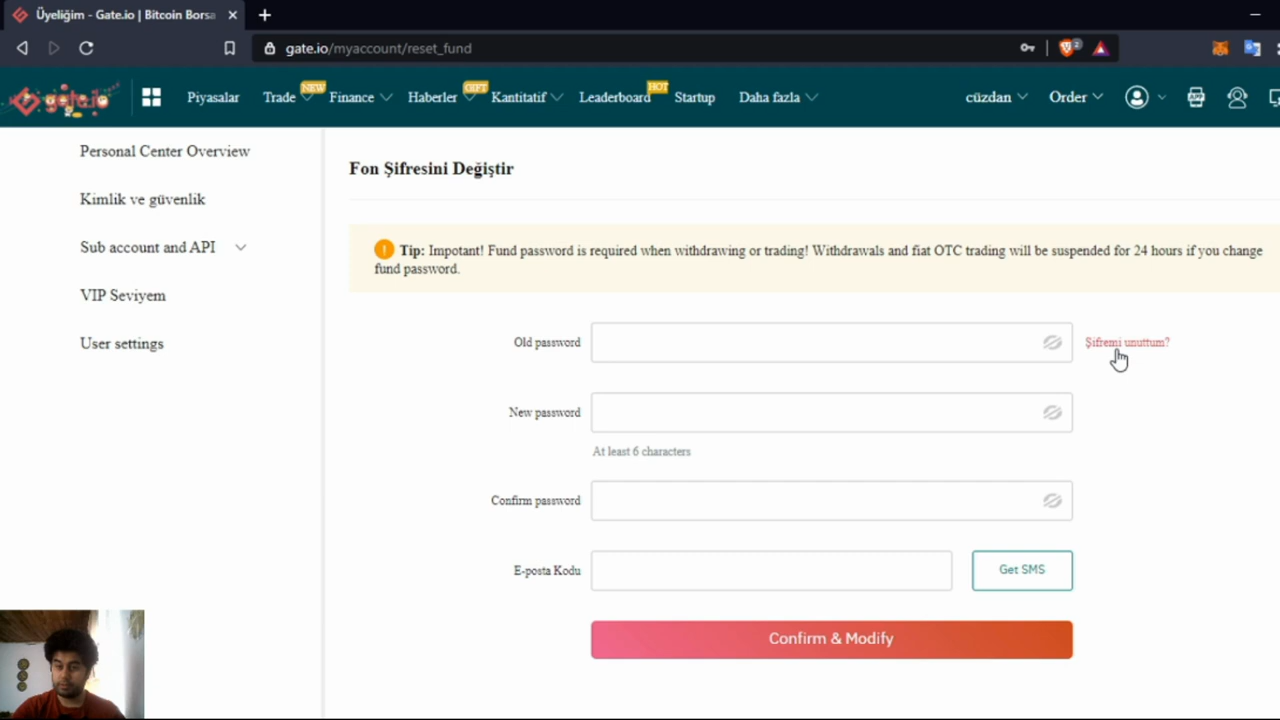 Üyeliğim - Gate.io | Bitcoin Borsa
gate.io/myaccount/reset_fund
2
gate.io
Piyasalar
Trade
NEW
Finance
Haberler
GIFT
Kantitatif
Leaderboard
HOT
Startup
Daha fazla
cüzdan
Order
APP
Personal Center Overview
Kimlik ve güvenlik
Sub account and API
VIP Seviyem
User settings
Fon Şifresini Değiştir
Tip: Impotant! Fund password is required when withdrawing or trading! Withdrawals and fiat OTC trading will be suspended for 24 hours if you change
fund password.
Old password
Şifremi unuttum?
New password
At least 6 characters
Confirm password
E-posta Kodu
Get SMS
Confirm & Modify